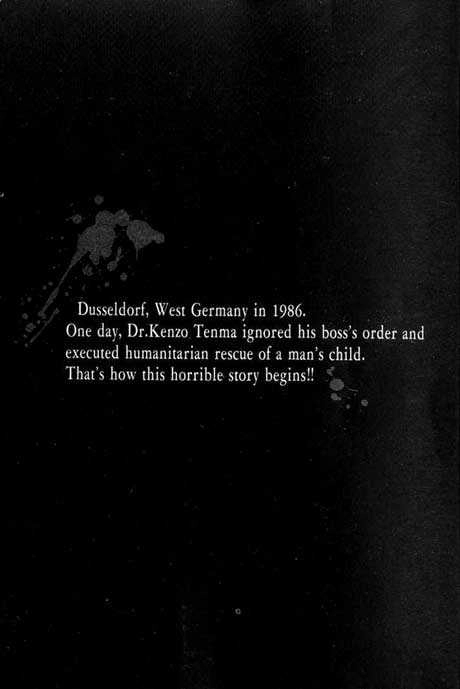 Dusseldorf, West Germany in 1986.
One day, Dr.Kenzo Tenma ignored his boss's order and
executed humanitarian rescue of a man's child.
That's how this horrible story begins!!